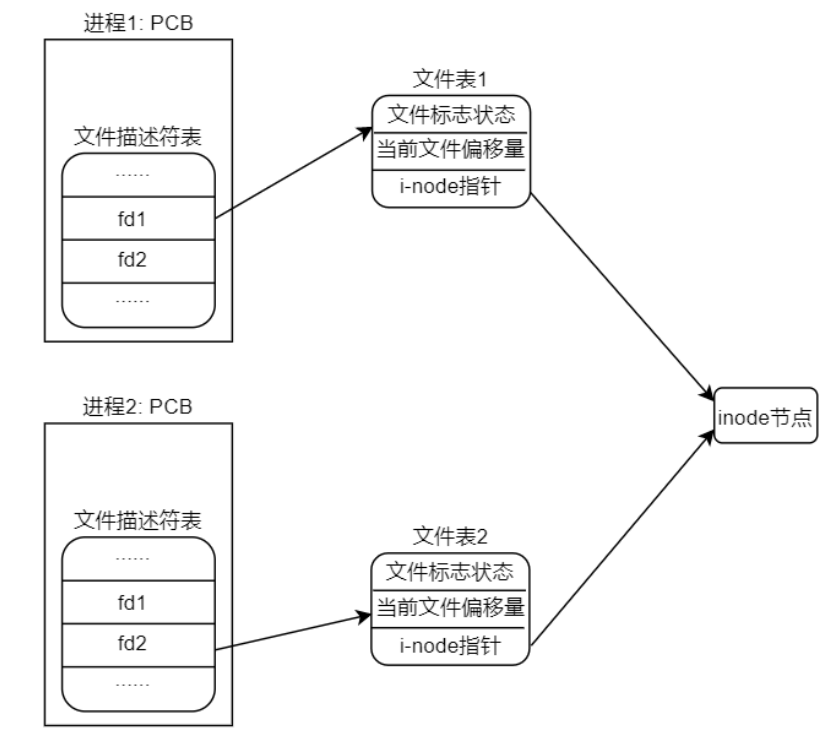 进程1: PCB
文件描述符表
......
fd1
fd2
......
文件表1
文件标志状态
当前文件偏移量
i-node指针
inode节点
进程2: PCB
文件描述符表
......
fd1
fd2
......
文件表2
文件标志状态
当前文件偏移量
i-node指针